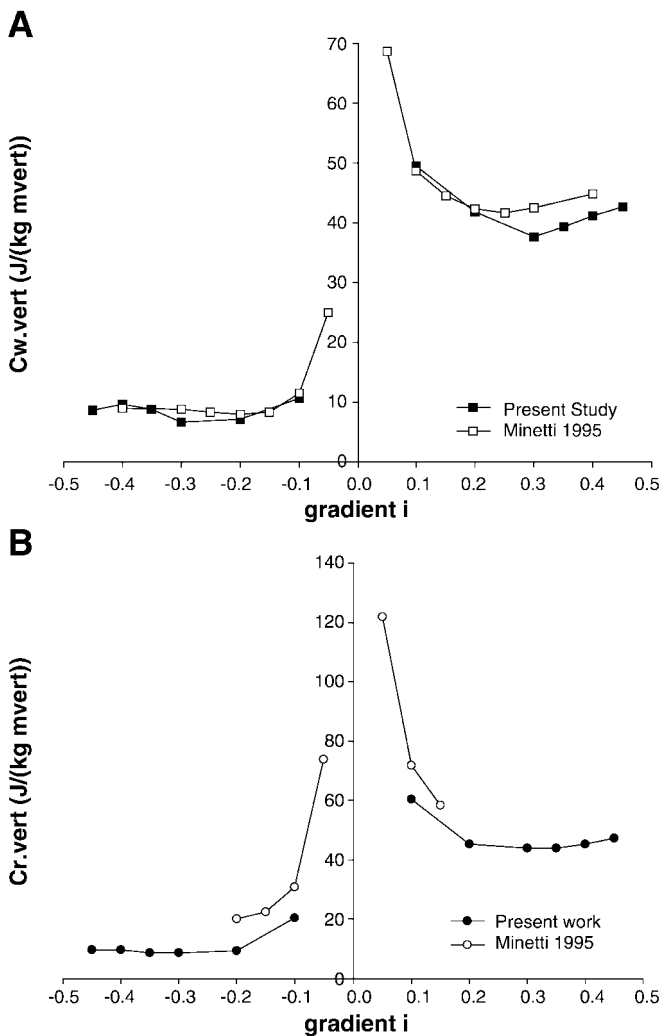 A
Cw.vert (J/(kg mvert))
70
60
50
40
30
20
10
0
Present Study
Minetti 1995
-0.5 -0.4 -0.3 -0.2 -0.1 0.0 0.1 0.2 0.3 0.4 0.5
gradient i
B
Cr.vert (J/(kg mvert))
140
120
100
80
60
40
20
0
Present work
Minetti 1995
-0.5 -0.4 -0.3 -0.2 -0.1 0.0 0.1 0.2 0.3 0.4 0.5
gradient i